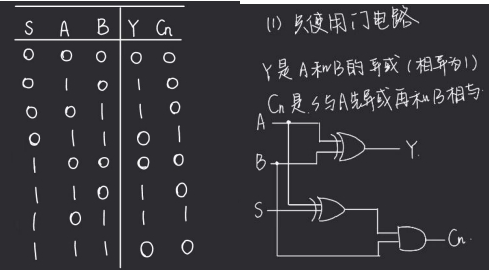 S A B Y Cn
0 0 0 0 0
0 1 0 1 0
0 0 1 1 0
0 1 1 0 1
1 0 0 0 0
1 1 0 1 0
1 0 1 1 1
1 1 1 0 0
(1) 只使用门电路
Y是A和B的异或(相异为1)
Cn是S与A先异或再和B相与.
A
Y.
B
S
Cn.